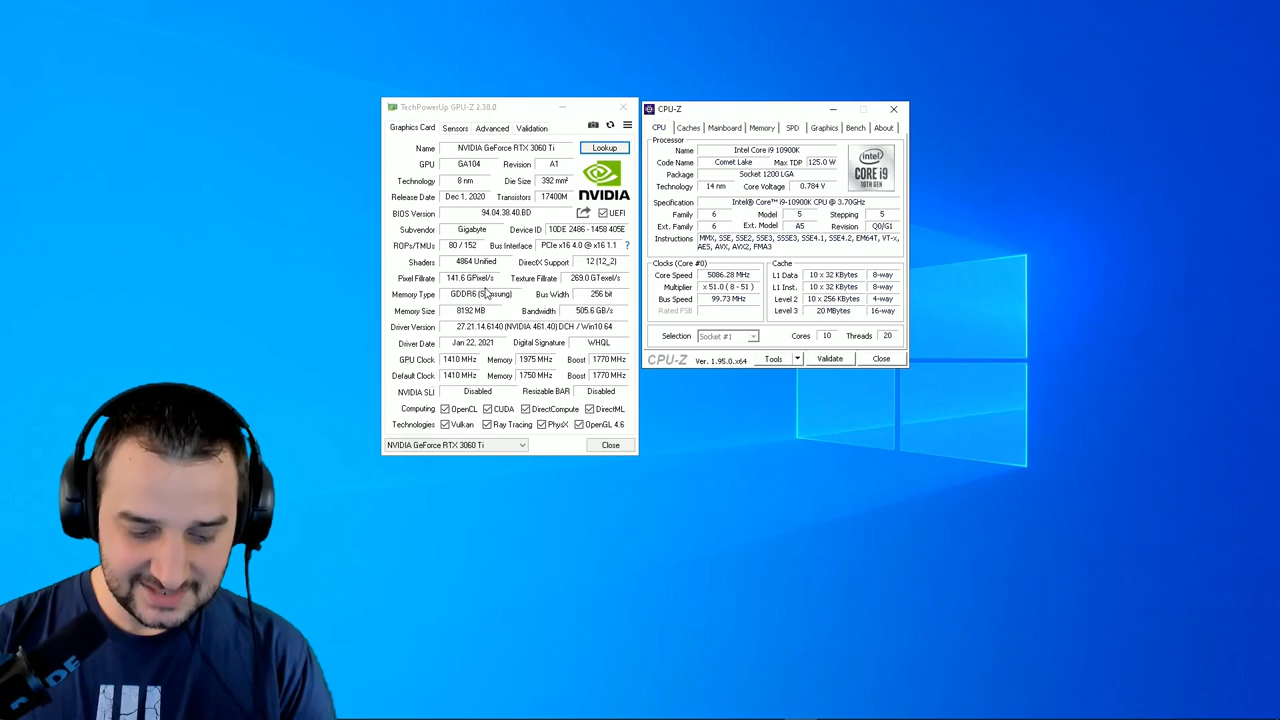 TechPowerUp GPU-Z 2.38.0
Graphics Card Sensors Advanced Validation
Name NVIDIA GeForce RTX 3060 Ti Lookup
GPU GA104 Revision A1
Technology 8 nm Die Size 392 mm²
Release Date Dec 1, 2020 Transistors 17400M
NVIDIA
BIOS Version 94.04.38.40.BD UEFI
Subvendor Gigabyte Device ID 10DE 2486 - 1458 405E
ROPs/TMUs 80 / 152 Bus Interface PCIe x16 4.0 @ x16 1.1 ?
Shaders 4864 Unified DirectX Support 12 (12_2)
Pixel Fillrate 141.6 GPixel/s Texture Fillrate 269.0 GTexel/s
Memory Type GDDR6 (Samsung) Bus Width 256 bit
Memory Size 8192 MB Bandwidth 505.6 GB/s
Driver Version 27.21.14.6140 (NVIDIA 461.40) DCH / Win10 64
Driver Date Jan 22, 2021 Digital Signature WHQL
GPU Clock 1410 MHz Memory 1975 MHz Boost 1770 MHz
Default Clock 1410 MHz Memory 1750 MHz Boost 1770 MHz
NVIDIA SLI Disabled Resizable BAR Disabled
Computing OpenCL CUDA DirectCompute DirectML
Technologies Vulkan Ray Tracing PhysX OpenGL 4.6
NVIDIA GeForce RTX 3060 Ti Close
CPU-Z
CPU Caches Mainboard Memory SPD Graphics Bench About
Processor
Name Intel Core i9 10900K
Code Name Comet Lake Max TDP 125.0 W
Package Socket 1200 LGA
Technology 14 nm Core Voltage 0.784 V
intel
CORE i9
10TH GEN
Specification Intel® Core™ i9-10900K CPU @ 3.70GHz
Family 6 Model 5 Stepping 5
Ext. Family 6 Ext. Model A5 Revision Q0/G1
Instructions MMX, SSE, SSE2, SSE3, SSSE3, SSE4.1, SSE4.2, EM64T, VT-x,
AES, AVX, AVX2, FMA3
Clocks (Core #0)
Core Speed 5086.28 MHz
Multiplier x 51.0 ( 8 - 51 )
Bus Speed 99.73 MHz
Rated FSB
Cache
L1 Data 10 x 32 KBytes 8-way
L1 Inst. 10 x 32 KBytes 8-way
Level 2 10 x 256 KBytes 4-way
Level 3 20 MBytes 16-way
Selection Socket #1 Cores 10 Threads 20
CPU-Z Ver. 1.95.0.x64 Tools Validate Close